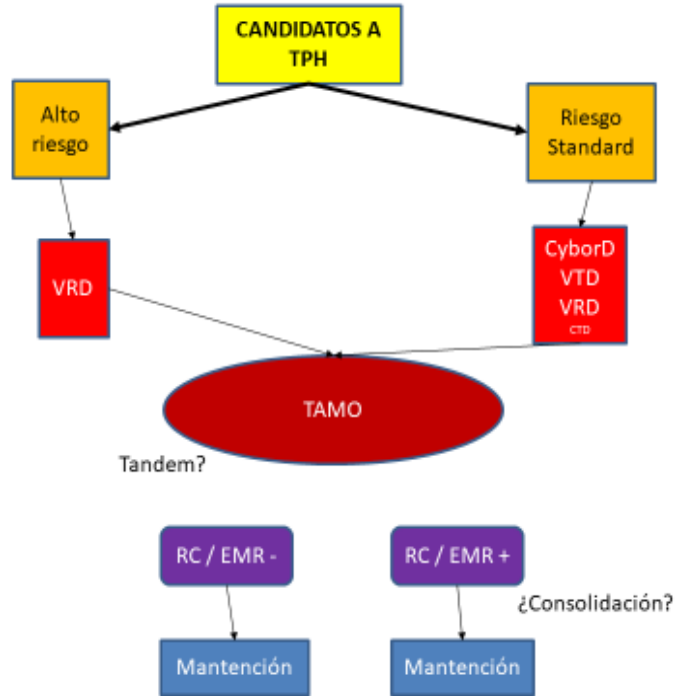 CANDIDATOS A
TPH
Alto
riesgo
Riesgo
Standard
VRD
CyborD
VTD
VRD
CTD
TAMO
Tandem?
RC / EMR -
RC / EMR +
¿Consolidación?
Mantención
Mantención